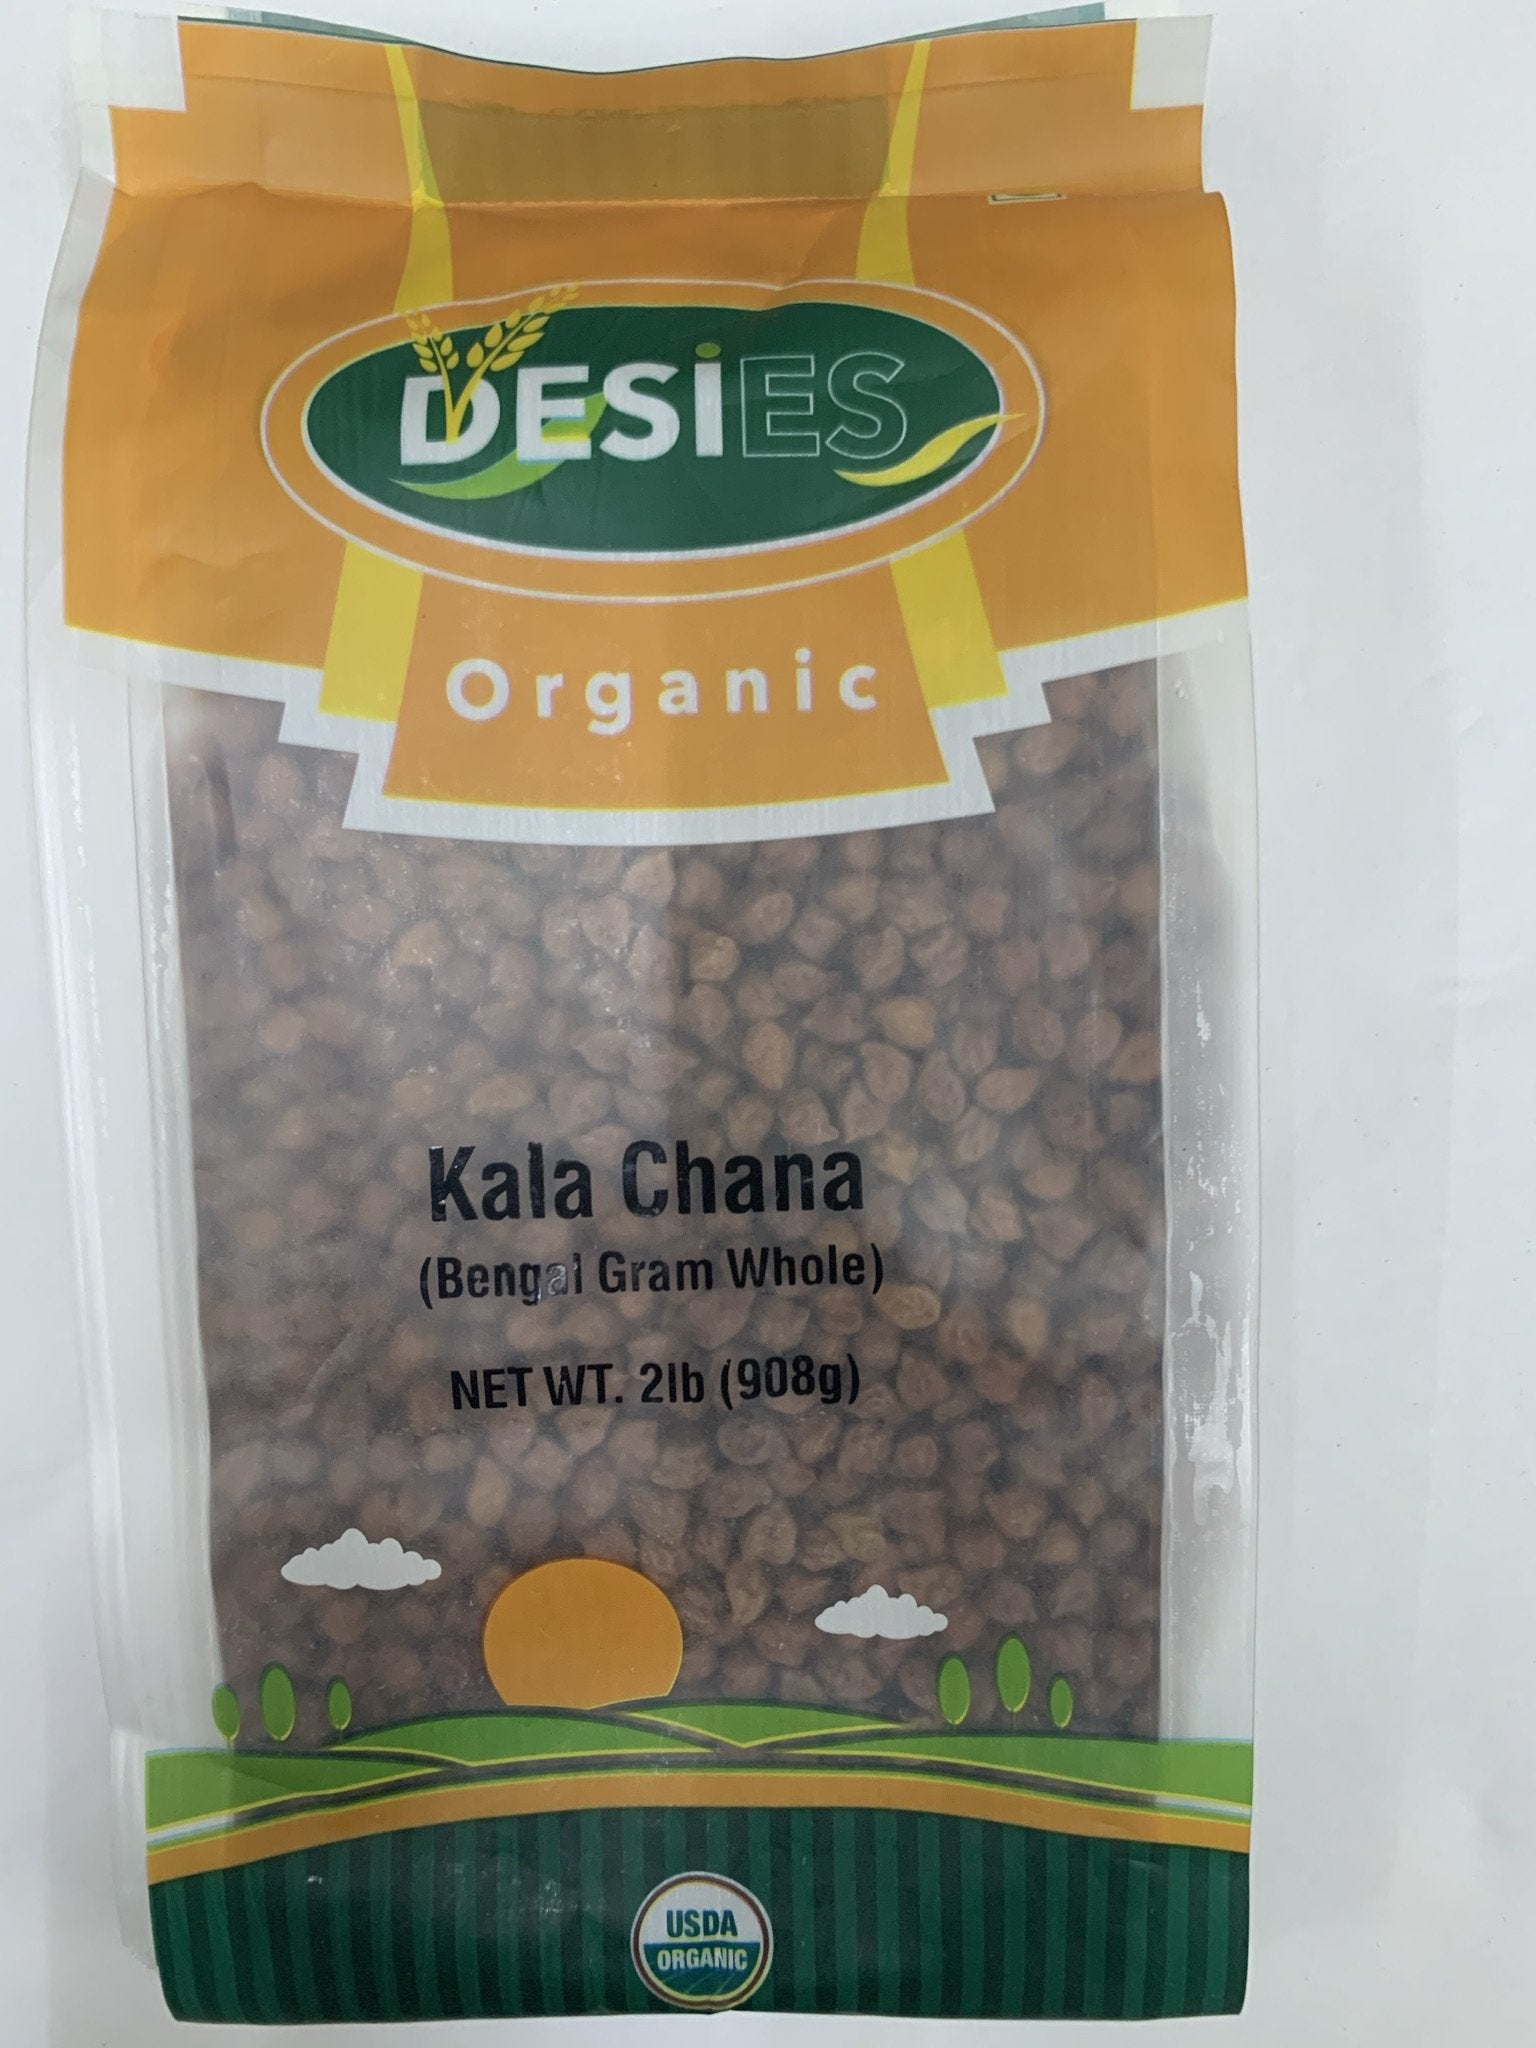 DESiES
Organic
Kala Chana
(Bengal Gram Whole)
NET WT. 2lb (908g)
USDA
ORGANIC